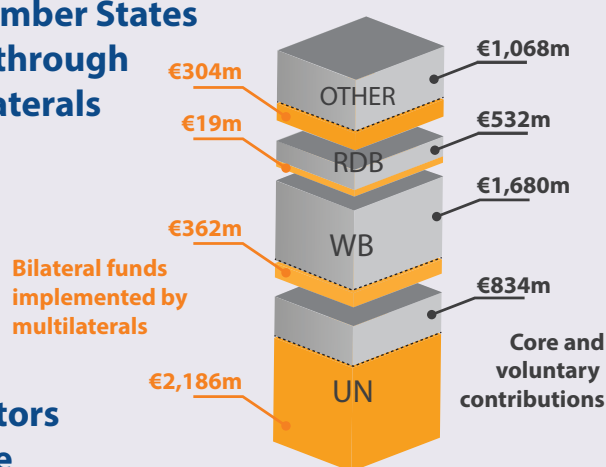 mber States
through
aterals
€304m
OTHER
€1,068m
€19m
RDB
€532m
€1,680m
€362m
WB
Bilateral funds
implemented by
multilaterals
€834m
Core and
voluntary
contributions
€2,186m
UN
tors
e